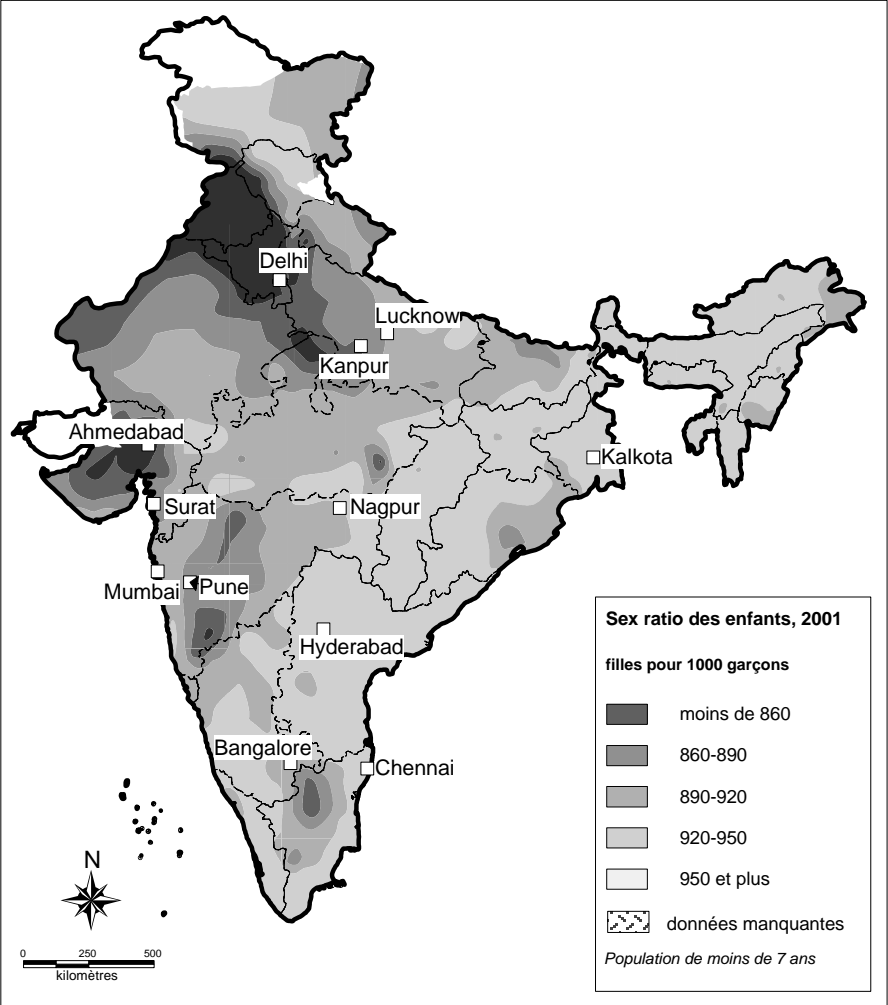 Delhi
Lucknow
Kanpur
Ahmedabad
Kalkota
Surat
Nagpur
Mumbai
Pune
Hyderabad
Bangalore
Chennai
N
0 250 500
kilomètres
Sex ratio des enfants, 2001
filles pour 1000 garçons
moins de 860
860-890
890-920
920-950
950 et plus
données manquantes
Population de moins de 7 ans